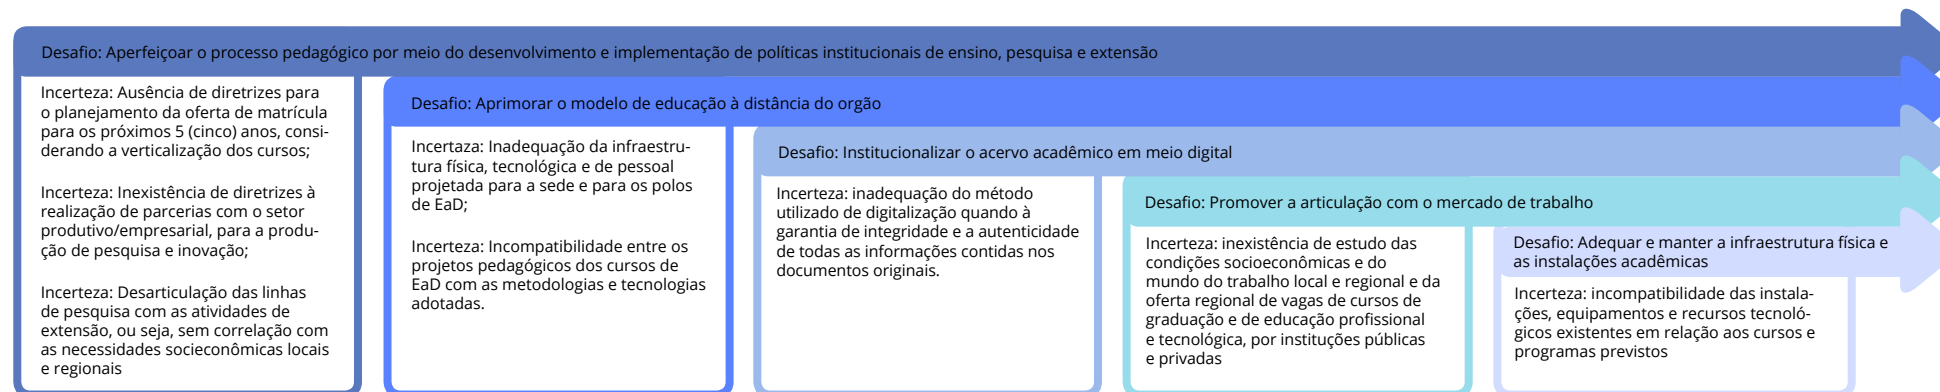 Desafio: Aperfeiçoar o processo pedagógico por meio do desenvolvimento e implementação de políticas institucionais de ensino, pesquisa e extensão
Incerteza: Ausência de diretrizes para
o planejamento da oferta de matrícula
para os próximos 5 (cinco) anos, consi-
derando a verticalização dos cursos;
Incerteza: Inexistência de diretrizes à
realização de parcerias com o setor
produtivo/empresarial, para a produ-
ção de pesquisa e inovação;
Incerteza: Desarticulação das linhas
de pesquisa com as atividades de
extensão, ou seja, sem correlação com
as necessidades socieconômicas locais
e regionais
Desafio: Aprimorar o modelo de educação à distância do orgão
Incertaza: Inadequação da infraestru-
tura física, tecnológica e de pessoal
projetada para a sede e para os polos
de EaD;
Incerteza: Incompatibilidade entre os
projetos pedagógicos dos cursos de
EaD com as metodologias e tecnologias
adotadas.
Desafio: Institucionalizar o acervo acadêmico em meio digital
Incerteza: inadequação do método
utilizado de digitalização quando à
garantia de integridade e a autenticidade
de todas as informações contidas nos
documentos originais.
Desafio: Promover a articulação com o mercado de trabalho
Incerteza: inexistência de estudo das
condições socioeconômicas e do
mundo do trabalho local e regional e da
oferta regional de vagas de cursos de
graduação e de educação profissional
e tecnológica, por instituções públicas
e privadas
Desafio: Adequar e manter a infraestrutura física e
as instalações acadêmicas
Incerteza: incompatibilidade das instala-
ções, equipamentos e recursos tecnoló-
gicos existentes em relação aos cursos e
programas previstos